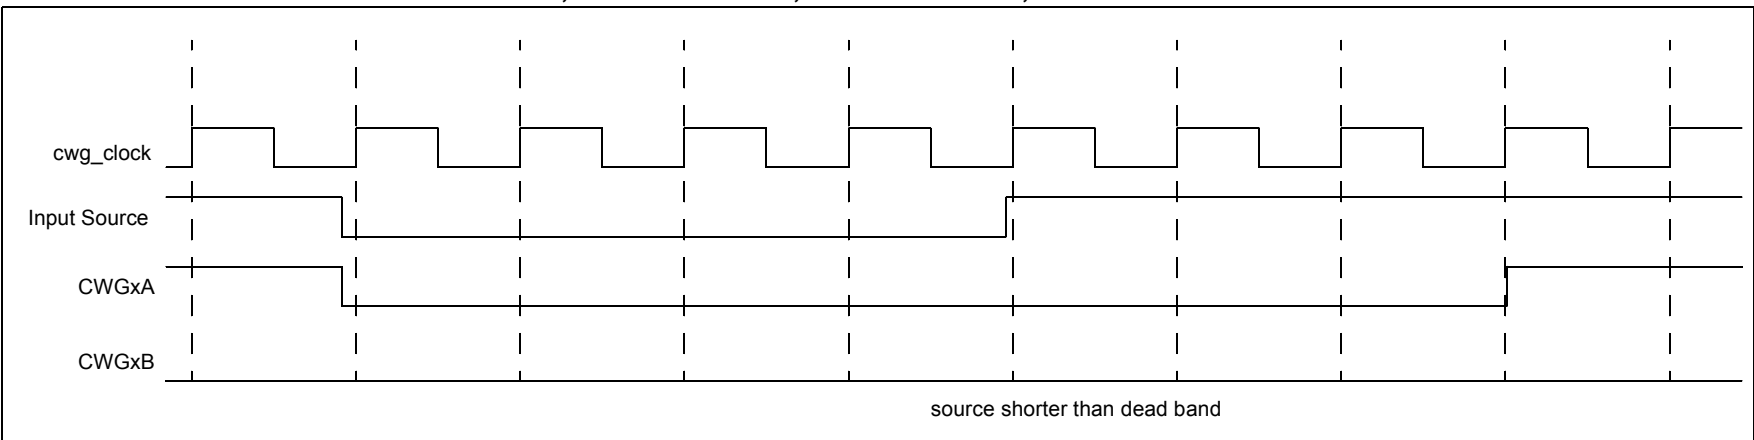 cwg_clock
Input Source
CWGxA
CWGxB
source shorter than dead band